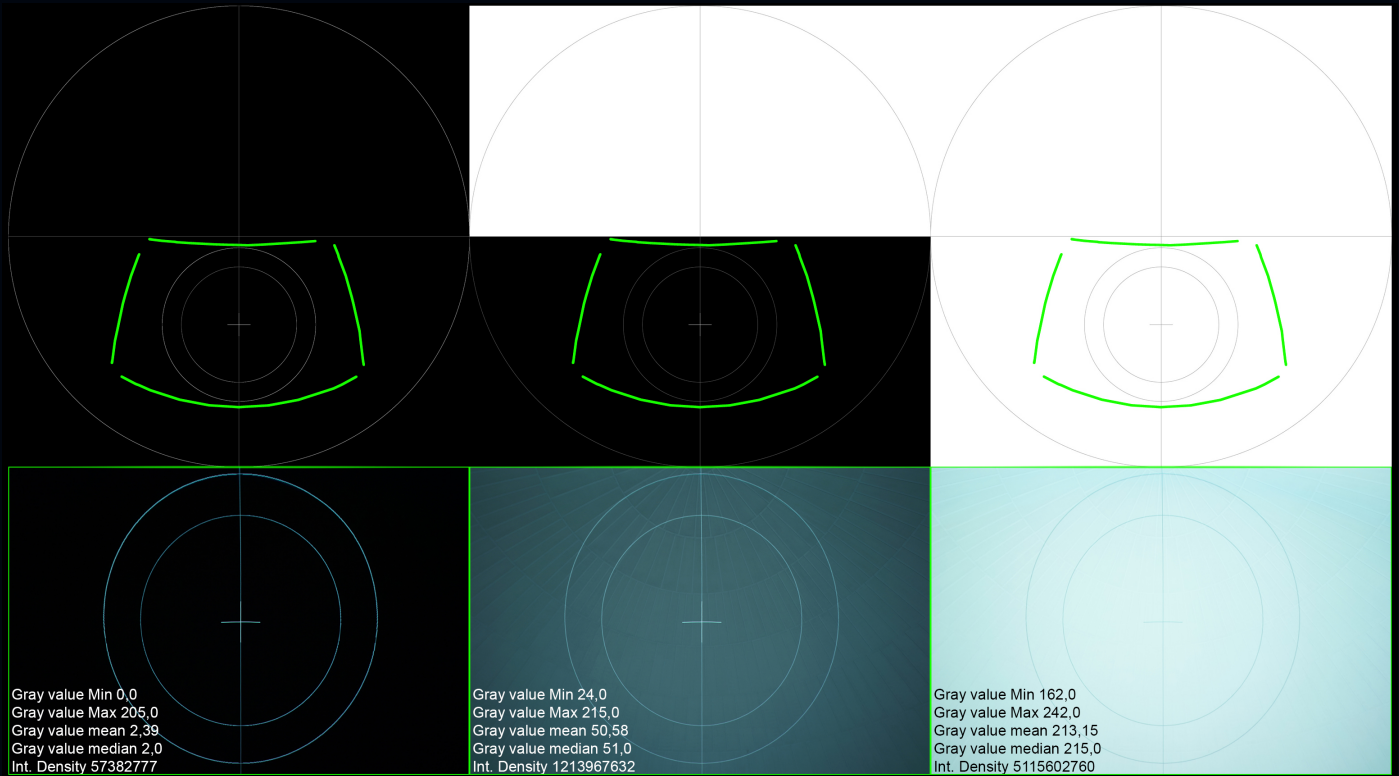 Gray value Min 0,0
Gray value Max 205,0
Gray value mean 2,39
Gray value median 2,0
Int. Density 57382777
Gray value Min 24,0
Gray value Max 215,0
Gray value mean 50,58
Gray value median 51,0
Int. Density 1213967632
Gray value Min 162,0
Gray value Max 242,0
Gray value mean 213,15
Gray value median 215,0
Int. Density 5115602760